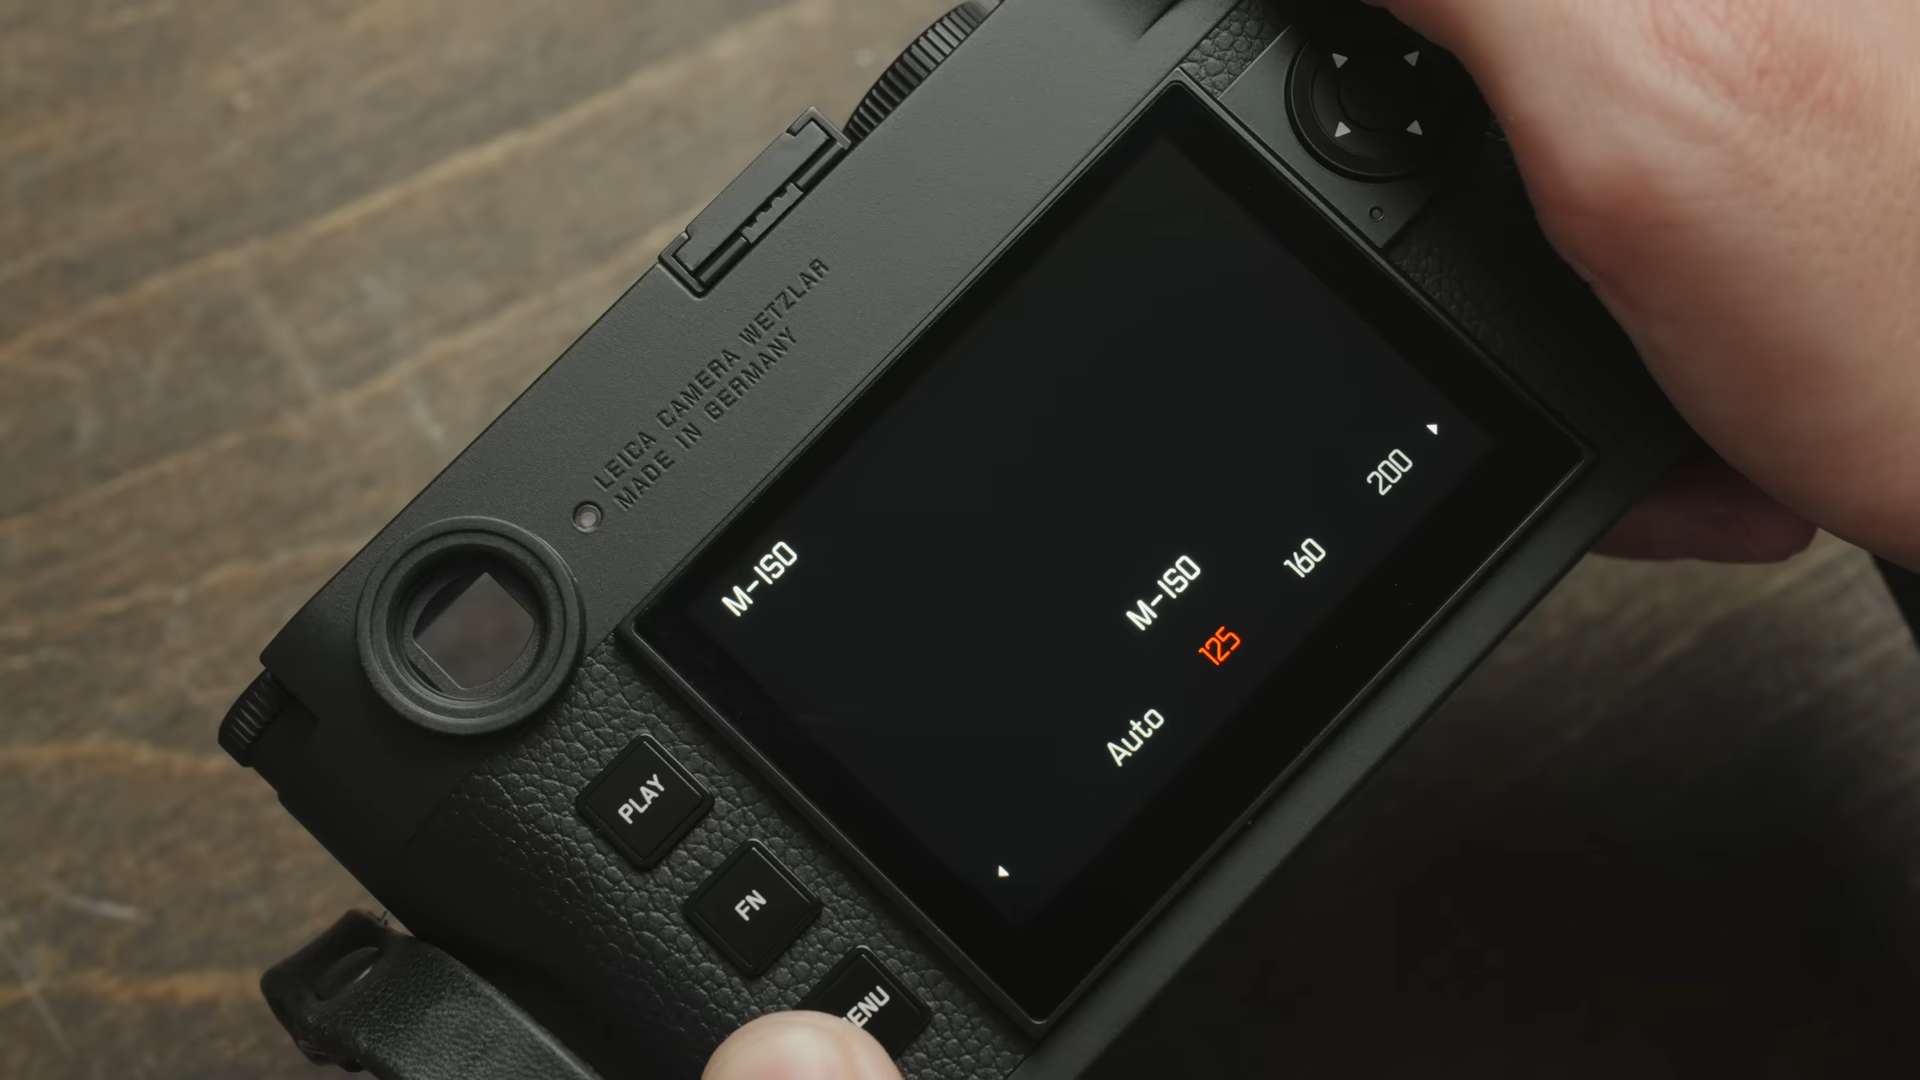 LEICA CAMERA WETZLAR
MADE IN GERMANY
M-ISO
M-ISO
Auto 125 160 200
PLAY
FN
MENU